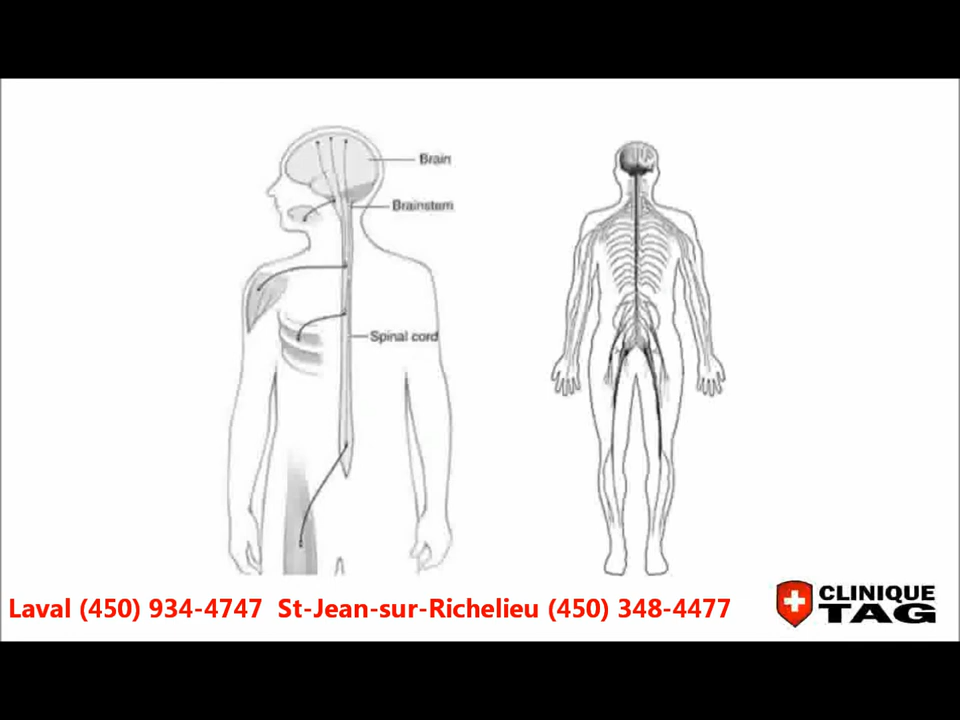 Brain
Brainstem
Spinal cord
Laval (450) 934-4747 St-Jean-sur-Richelieu (450) 348-4477
CLINIQUE
TAG